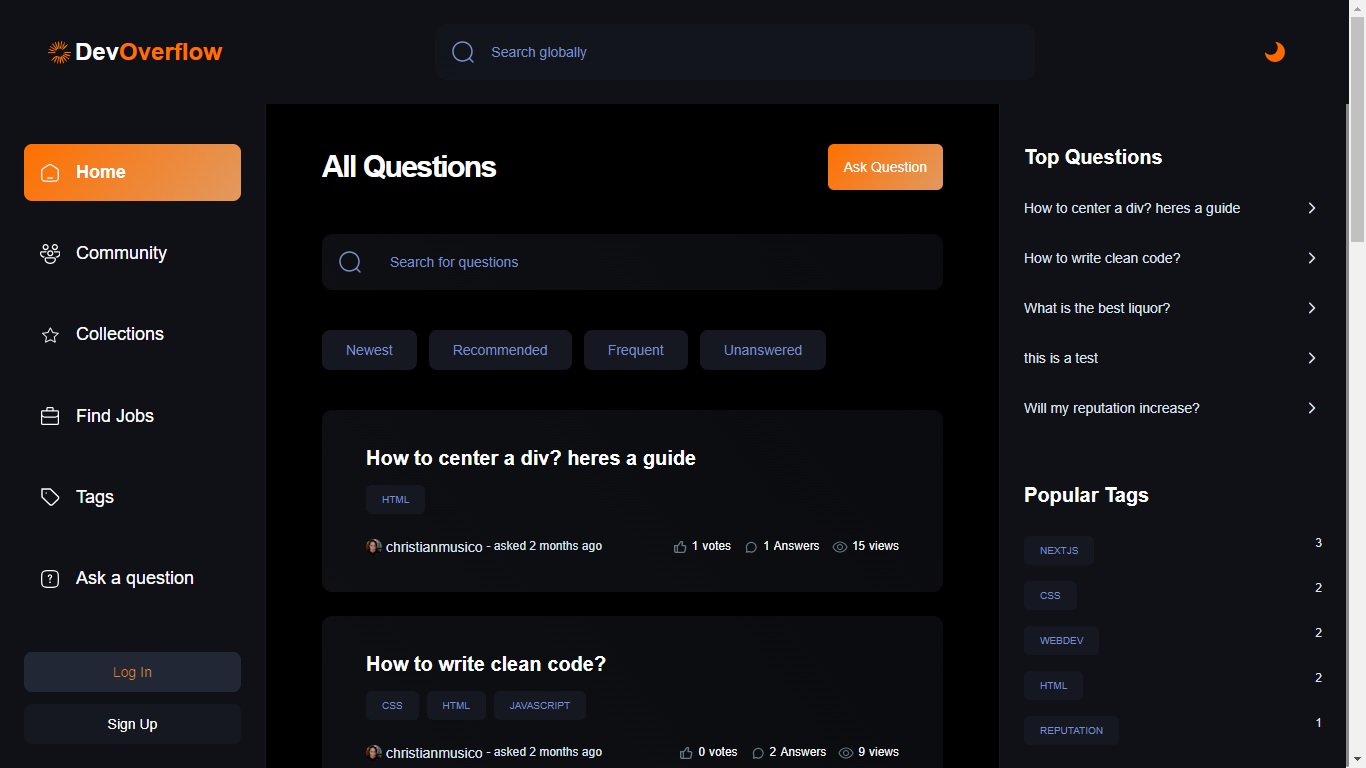 DevOverflow
Search globally
Home
Community
Collections
Find Jobs
Tags
Ask a question
Log In
Sign Up
All Questions
Ask Question
Search for questions
Newest
Recommended
Frequent
Unanswered
How to center a div? heres a guide
HTML
christianmusico - asked 2 months ago
1 votes
1 Answers
15 views
How to write clean code?
CSS
HTML
JAVASCRIPT
christianmusico - asked 2 months ago
0 votes
2 Answers
9 views
Top Questions
How to center a div? heres a guide
How to write clean code?
What is the best liquor?
this is a test
Will my reputation increase?
Popular Tags
NEXTJS 3
CSS 2
WEBDEV 2
HTML 2
REPUTATION 1